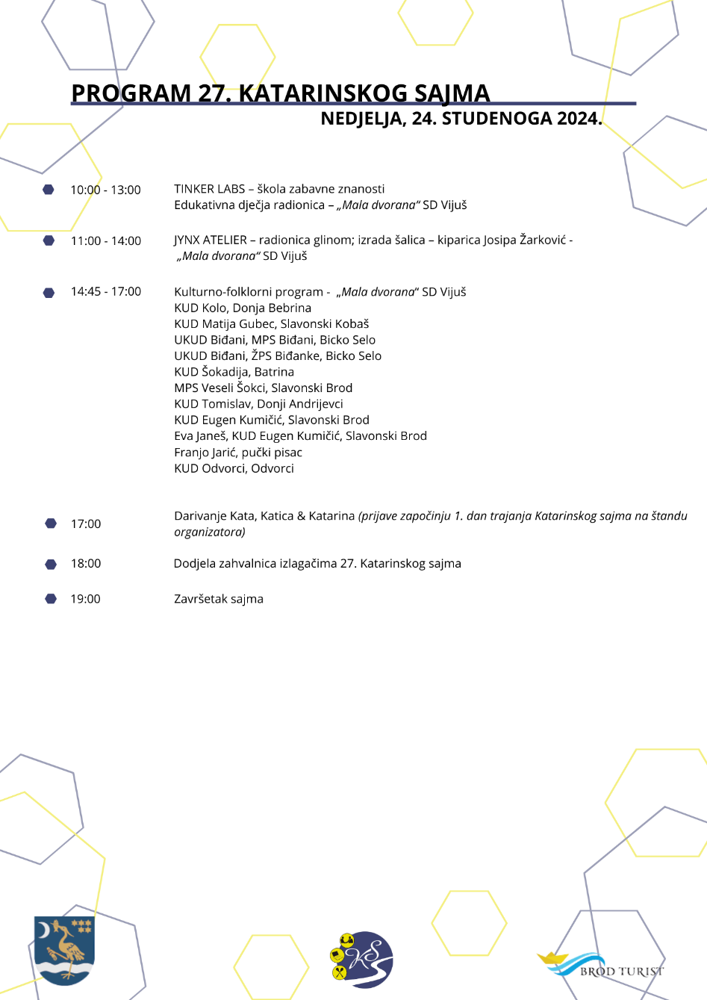 PROGRAM 27. KATARINSKOG SAJMA
NEDJELJA, 24. STUDENOGA 2024.
10:00 - 13:00
TINKER LABS – škola zabavne znanosti
Edukativna dječja radionica – „Mala dvorana“ SD Vijuš
11:00 - 14:00
JYNX ATELIER – radionica glinom; izrada šalica – kiparica Josipa Žarković -
„Mala dvorana“ SD Vijuš
14:45 - 17:00
Kulturno-folklorni program - „Mala dvorana“ SD Vijuš
KUD Kolo, Donja Bebrina
KUD Matija Gubec, Slavonski Kobaš
UKUD Biđani, MPS Biđani, Bicko Selo
UKUD Biđani, ŽPS Biđanke, Bicko Selo
KUD Šokadija, Batrina
MPS Veseli Šokci, Slavonski Brod
KUD Tomislav, Donji Andrijevci
KUD Eugen Kumičić, Slavonski Brod
Eva Janeš, KUD Eugen Kumičić, Slavonski Brod
Franjo Jarić, pučki pisac
KUD Odvorci, Odvorci
17:00
Darivanje Kata, Katica & Katarina (prijave započinju 1. dan trajanja Katarinskog sajma na štandu
organizatora)
18:00
Dodjela zahvalnica izlagačima 27. Katarinskog sajma
19:00
Završetak sajma
KS
BROD TURIST